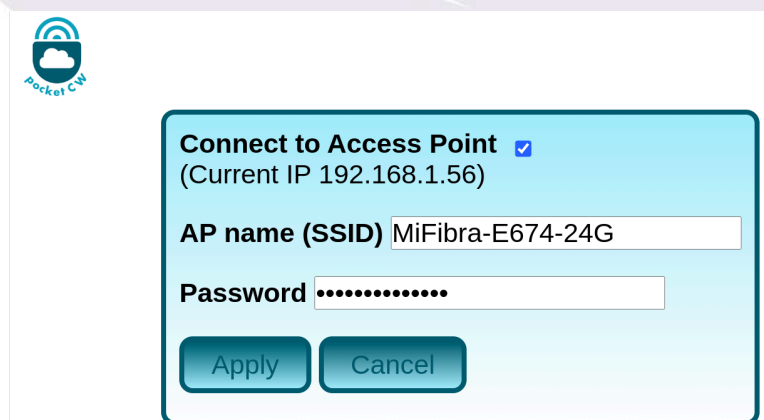 pocket CW
Connect to Access Point
(Current IP 192.168.1.56)
AP name (SSID) MiFibra-E674-24G
Password ••••••••••••••
Apply Cancel